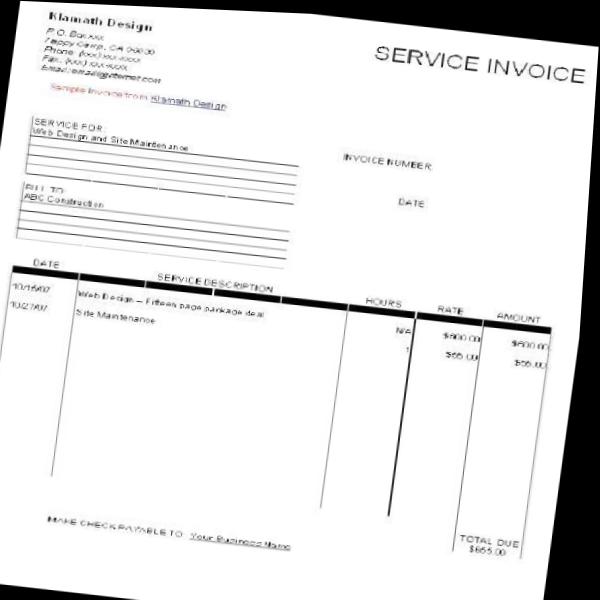 Klamath Design
P.O. Box xxx
Happy Camp, CA 96039
Phone: (xxx) xxx-xxxx
Fax: (xxx) xxx-xxxx
Email: email@internet.com
Sample Invoice from Klamath Design
SERVICE INVOICE
SERVICE FOR:
Web Design and Site Maintenance
INVOICE NUMBER
DATE
BILL TO:
ABC Construction
DATE SERVICE DESCRIPTION HOURS RATE AMOUNT
10/16/07 Web Design – Fifteen page package deal N/A $600.00 $600.00
10/27/07 Site Maintenance 1 $55.00 $55.00
TOTAL DUE
$655.00
MAKE CHECK PAYABLE TO: Your Business Name